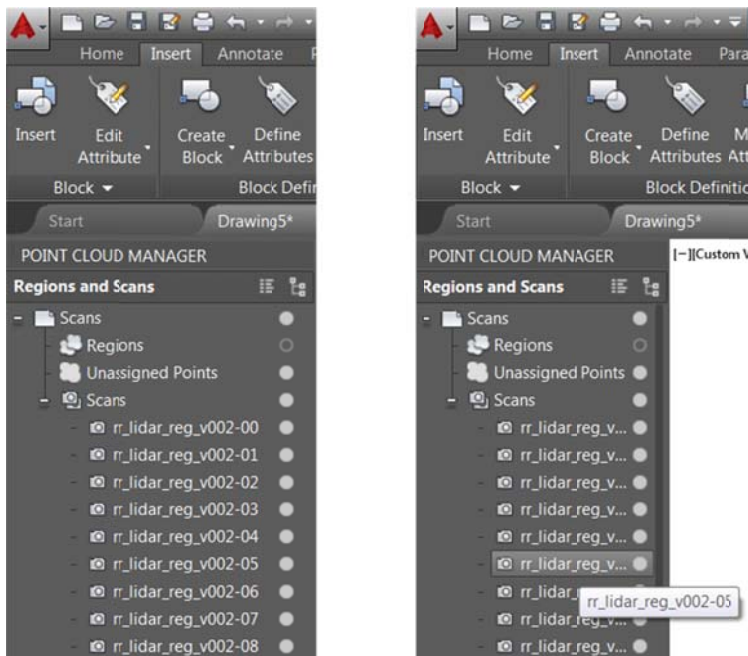 Home Insert Annotate
Insert Edit Attribute Create Block Define Attributes
Block Block Defin
Start Drawing5*
POINT CLOUD MANAGER
Regions and Scans
Scans
Regions
Unassigned Points
Scans
rr_lidar_reg_v002-00
rr_lidar_reg_v002-01
rr_lidar_reg_v002-02
rr_lidar_reg_v002-03
rr_lidar_reg_v002-04
rr_lidar_reg_v002-05
rr_lidar_reg_v002-06
rr_lidar_reg_v002-07
rr_lidar_reg_v002-08
Home Insert Annotate Para
Insert Edit Attribute Create Block Define Attributes M Att
Block Block Definitio
Start Drawing5*
POINT CLOUD MANAGER [−][Custom V
Regions and Scans
Scans
Regions
Unassigned Points
Scans
rr_lidar_reg_v...
rr_lidar_reg_v...
rr_lidar_reg_v...
rr_lidar_reg_v...
rr_lidar_reg_v...
rr_lidar_reg_v...
rr_lidar_ rr_lidar_reg_v002-05
rr_lidar_reg_v...
rr_lidar_reg_v...